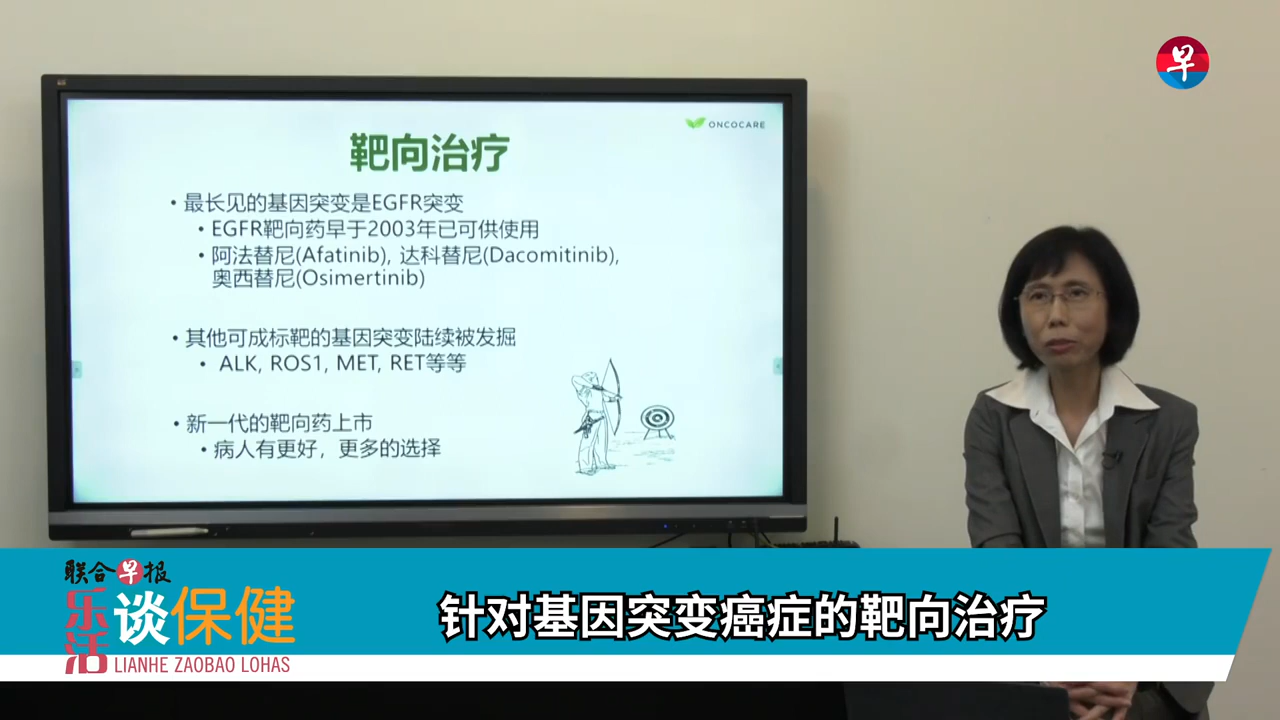 早
ONCOCARE
靶向治疗
• 最长见的基因突变是EGFR突变
• EGFR靶向药早于2003年已可供使用
• 阿法替尼(Afatinib), 达科替尼(Dacomitinib),
奥西替尼(Osimertinib)
• 其他可成标靶的基因突变陆续被发掘
• ALK, ROS1, MET, RET等等
• 新一代的靶向药上市
• 病人有更好，更多的选择
联合早报
乐活
谈保健
LIANHE ZAOBAO LOHAS
针对基因突变癌症的靶向治疗